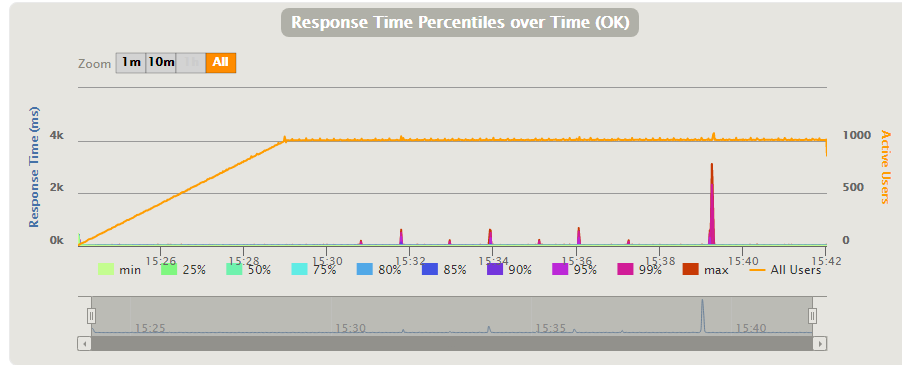 Response Time Percentiles over Time (OK)
Zoom 1m 10m 1h All
Response Time (ms)
Active Users
4k 1000
2k 500
0k 0
15:26 15:28 15:30 15:32 15:34 15:36 15:38 15:40 15:42
min 25% 50% 75% 80% 85% 90% 95% 99% max All Users
15:25 15:30 15:35 15:40